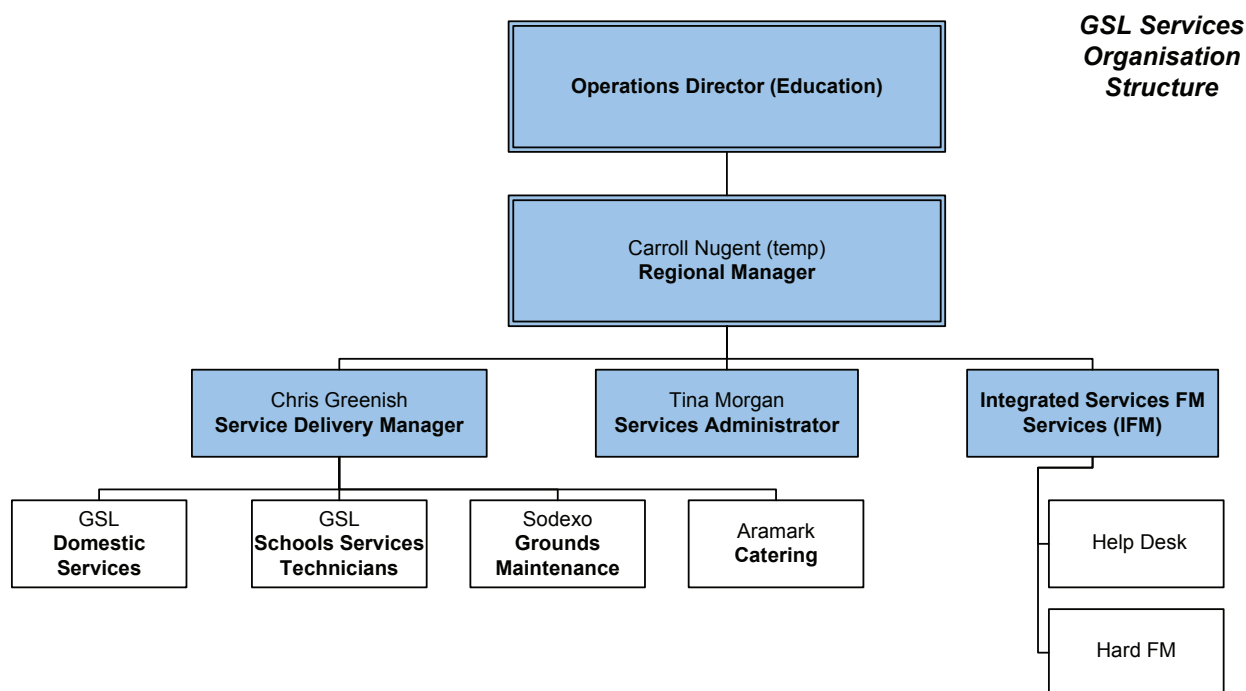 GSL Services
Organisation
Structure
Operations Director (Education)
Carroll Nugent (temp)
Regional Manager
Chris Greenish
Service Delivery Manager
Tina Morgan
Services Administrator
Integrated Services FM
Services (IFM)
GSL
Domestic
Services
GSL
Schools Services
Technicians
Sodexo
Grounds
Maintenance
Aramark
Catering
Help Desk
Hard FM